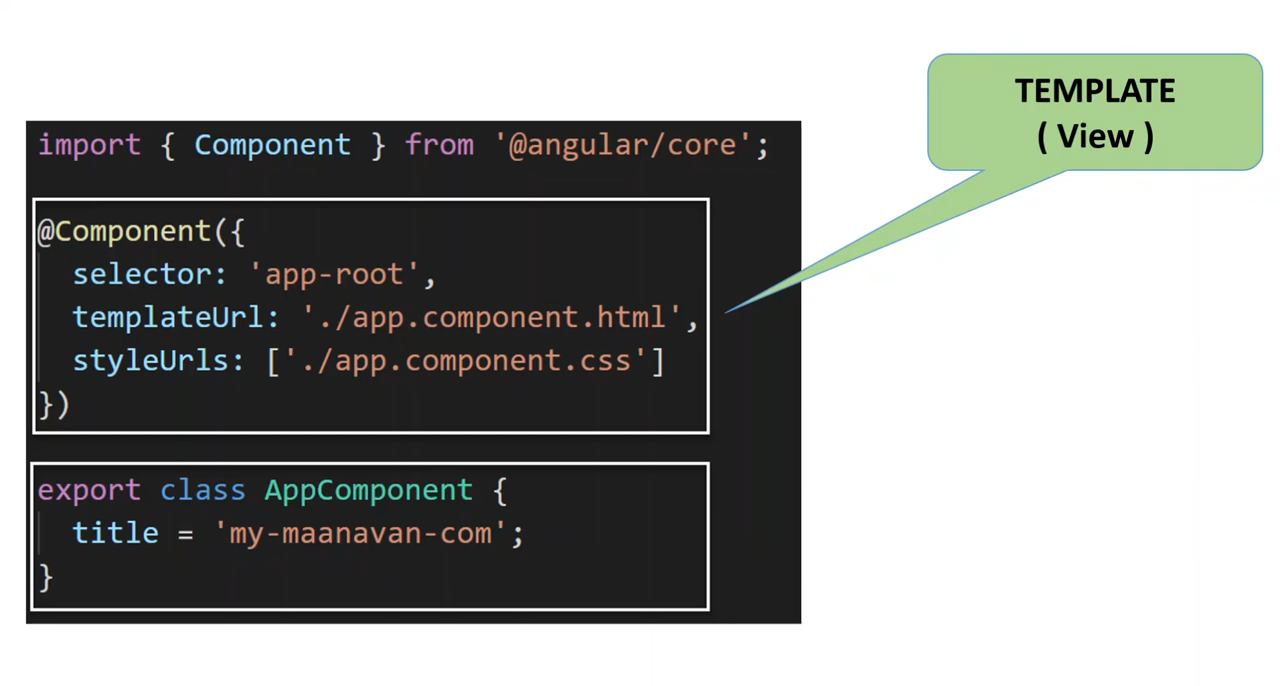 TEMPLATE
( View )
import { Component } from '@angular/core';
@Component({
  selector: 'app-root',
  templateUrl: './app.component.html',
  styleUrls: ['./app.component.css']
})
export class AppComponent {
  title = 'my-maanavan-com';
}